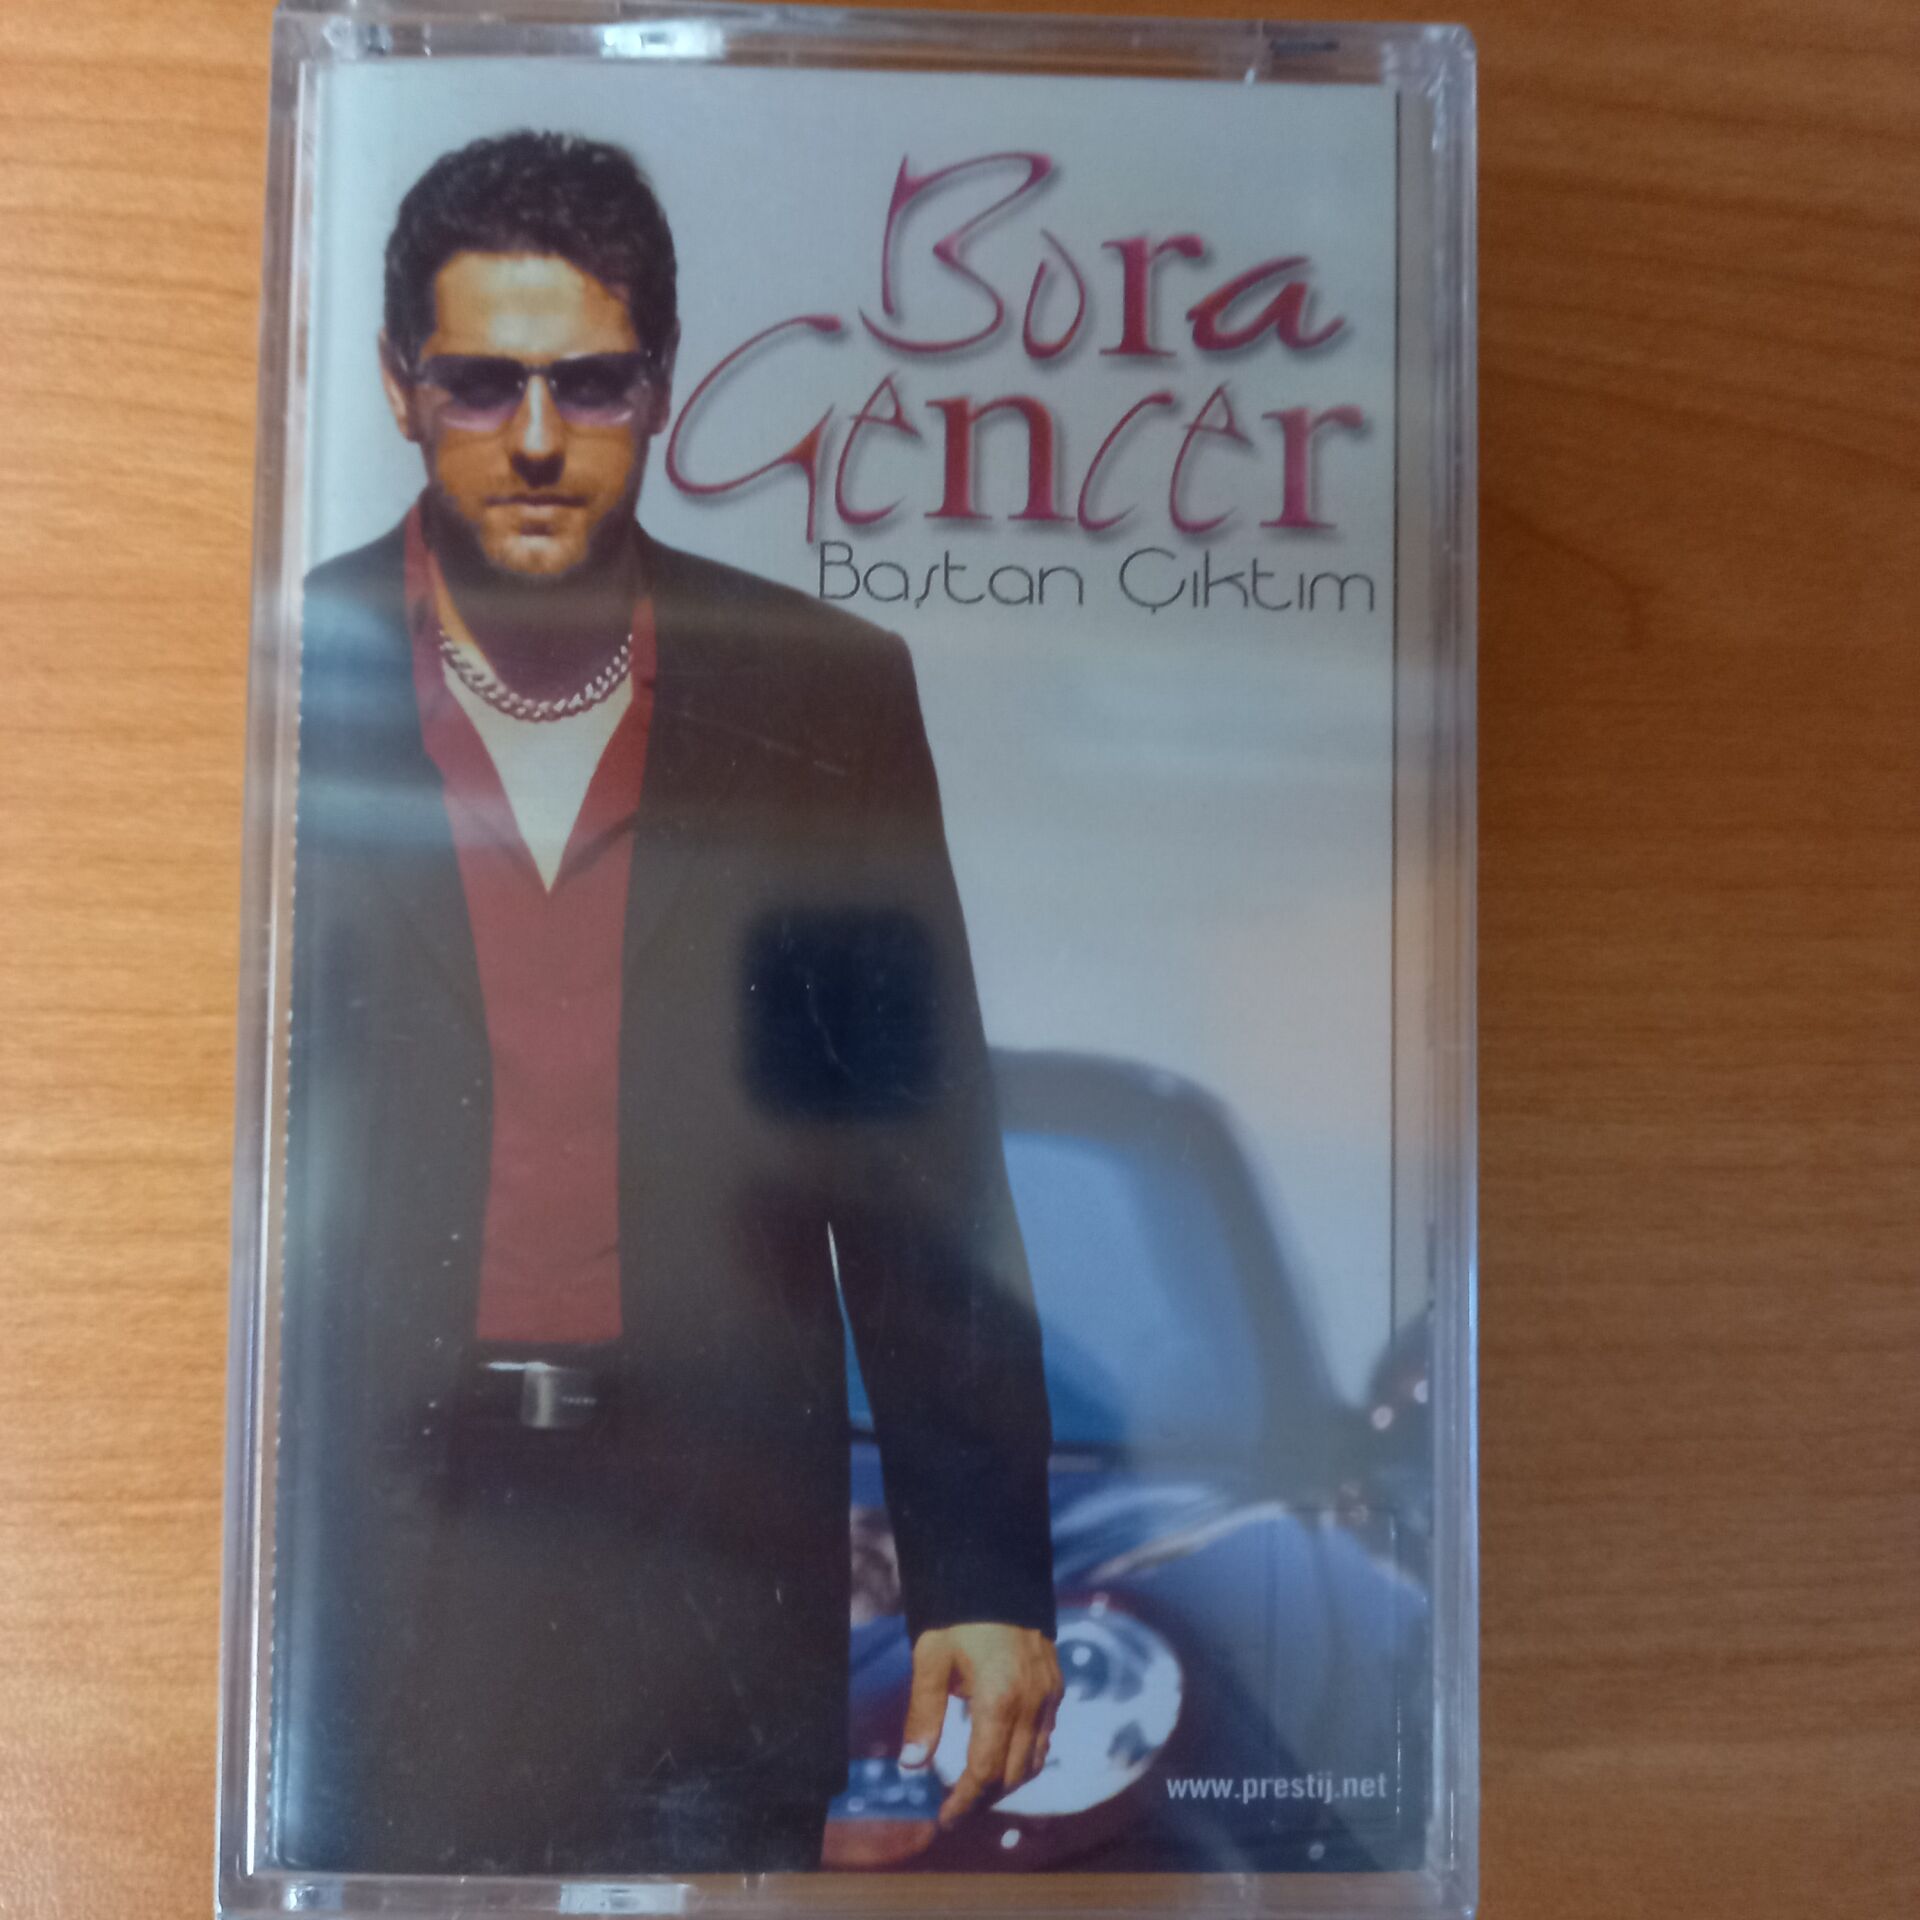 Bora
Gencer
Baştan Çıktım
www.prestij.net